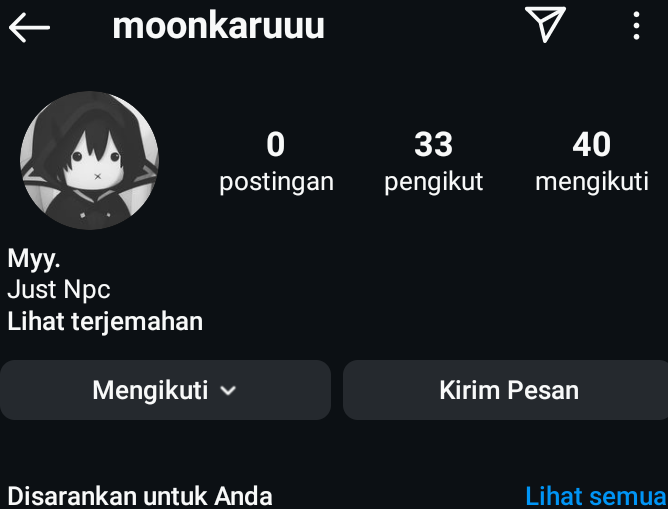 moonkaruuu
0 33 40
postingan pengikut mengikuti
Myy.
Just Npc
Lihat terjemahan
Mengikuti Kirim Pesan
Disarankan untuk Anda Lihat semua